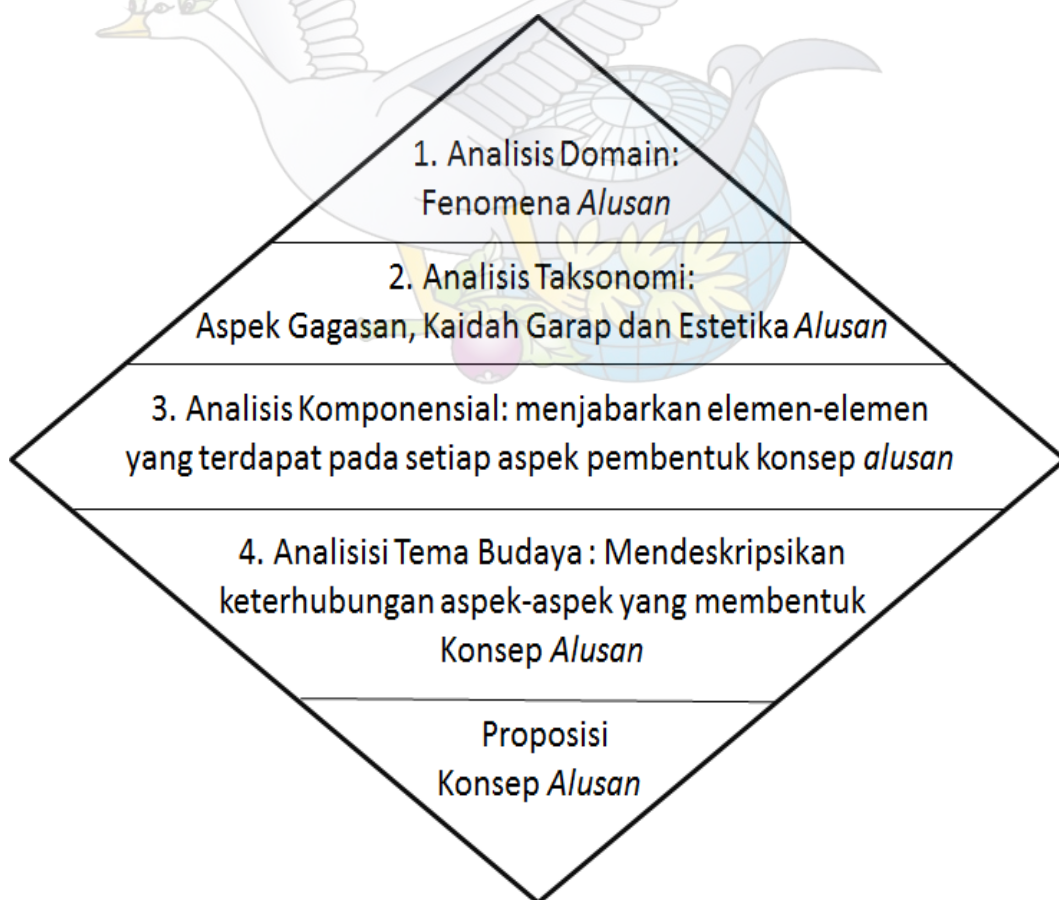 1. Analisis Domain:
Fenomena Alusan
2. Analisis Taksonomi:
Aspek Gagasan, Kaidah Garap dan Estetika Alusan
3. Analisis Komponensial: menjabarkan elemen-elemen
yang terdapat pada setiap aspek pembentuk konsep alusan
4. Analisisi Tema Budaya : Mendeskripsikan
keterhubungan aspek-aspek yang membentuk
Konsep Alusan
Proposisi
Konsep Alusan